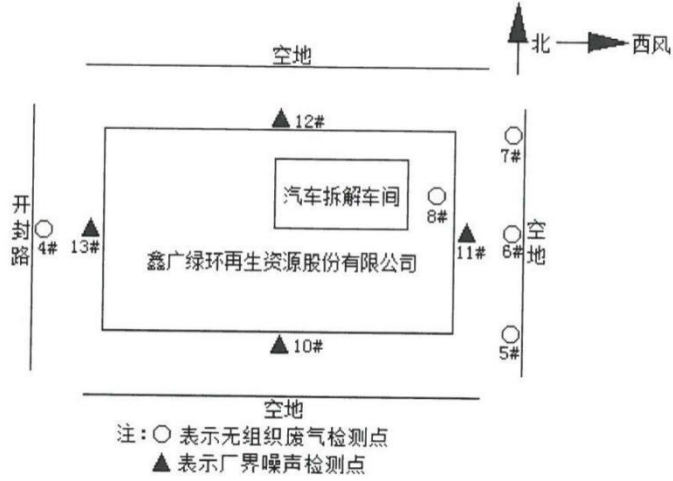 北 西风
空地
12#
7#
汽车拆解车间
8#
开封路
4#
13#
11#
6#
空地
鑫广绿环再生资源股份有限公司
10#
5#
空地
注:○ 表示无组织废气检测点
▲ 表示厂界噪声检测点